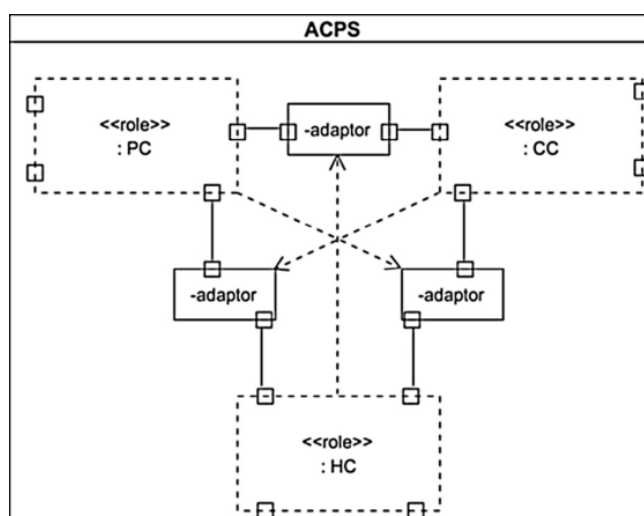 ACPS
<<role>>
: PC
-adaptor
<<role>>
: CC
-adaptor
-adaptor
<<role>>
: HC